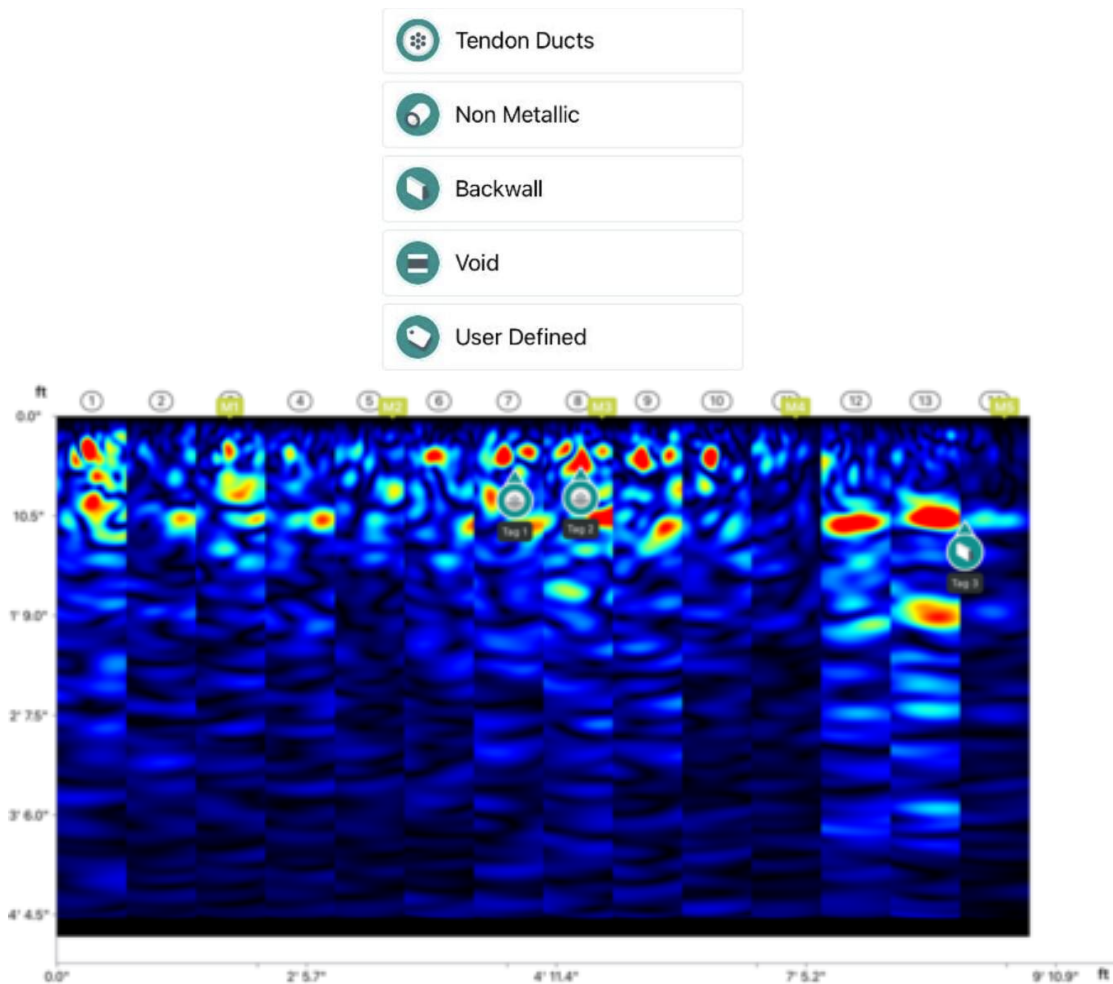 Tendon Ducts
Non Metallic
Backwall
Void
User Defined
ft
1 2 4 5 6 7 8 9 10 12 13
M1 M2 M3 M4 M5
0.0"
10.5"
Tag 1 Tag 2
Tag 3
1' 9.0"
2' 7.5"
3' 6.0"
4' 4.5"
0.0" 2' 5.7" 4' 11.4" 7' 5.2" 9' 10.9" ft